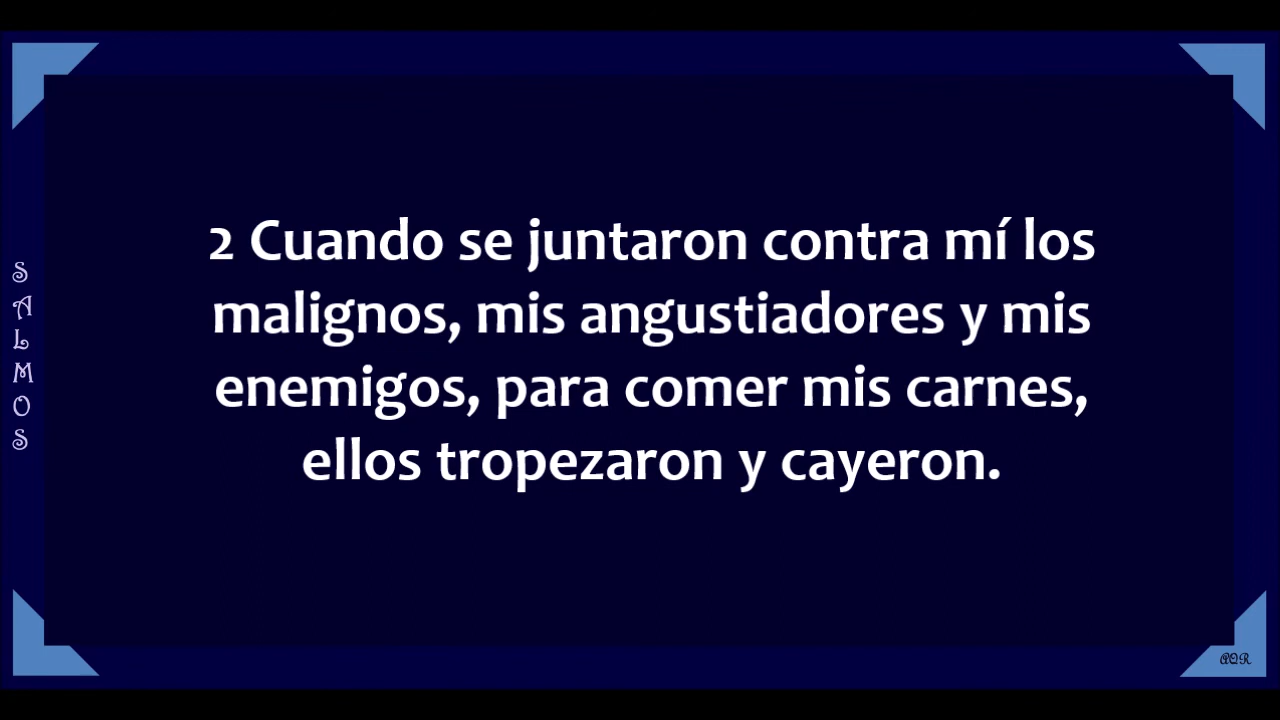 SALMOS
2 Cuando se juntaron contra mí los
malignos, mis angustiadores y mis
enemigos, para comer mis carnes,
ellos tropezaron y cayeron.